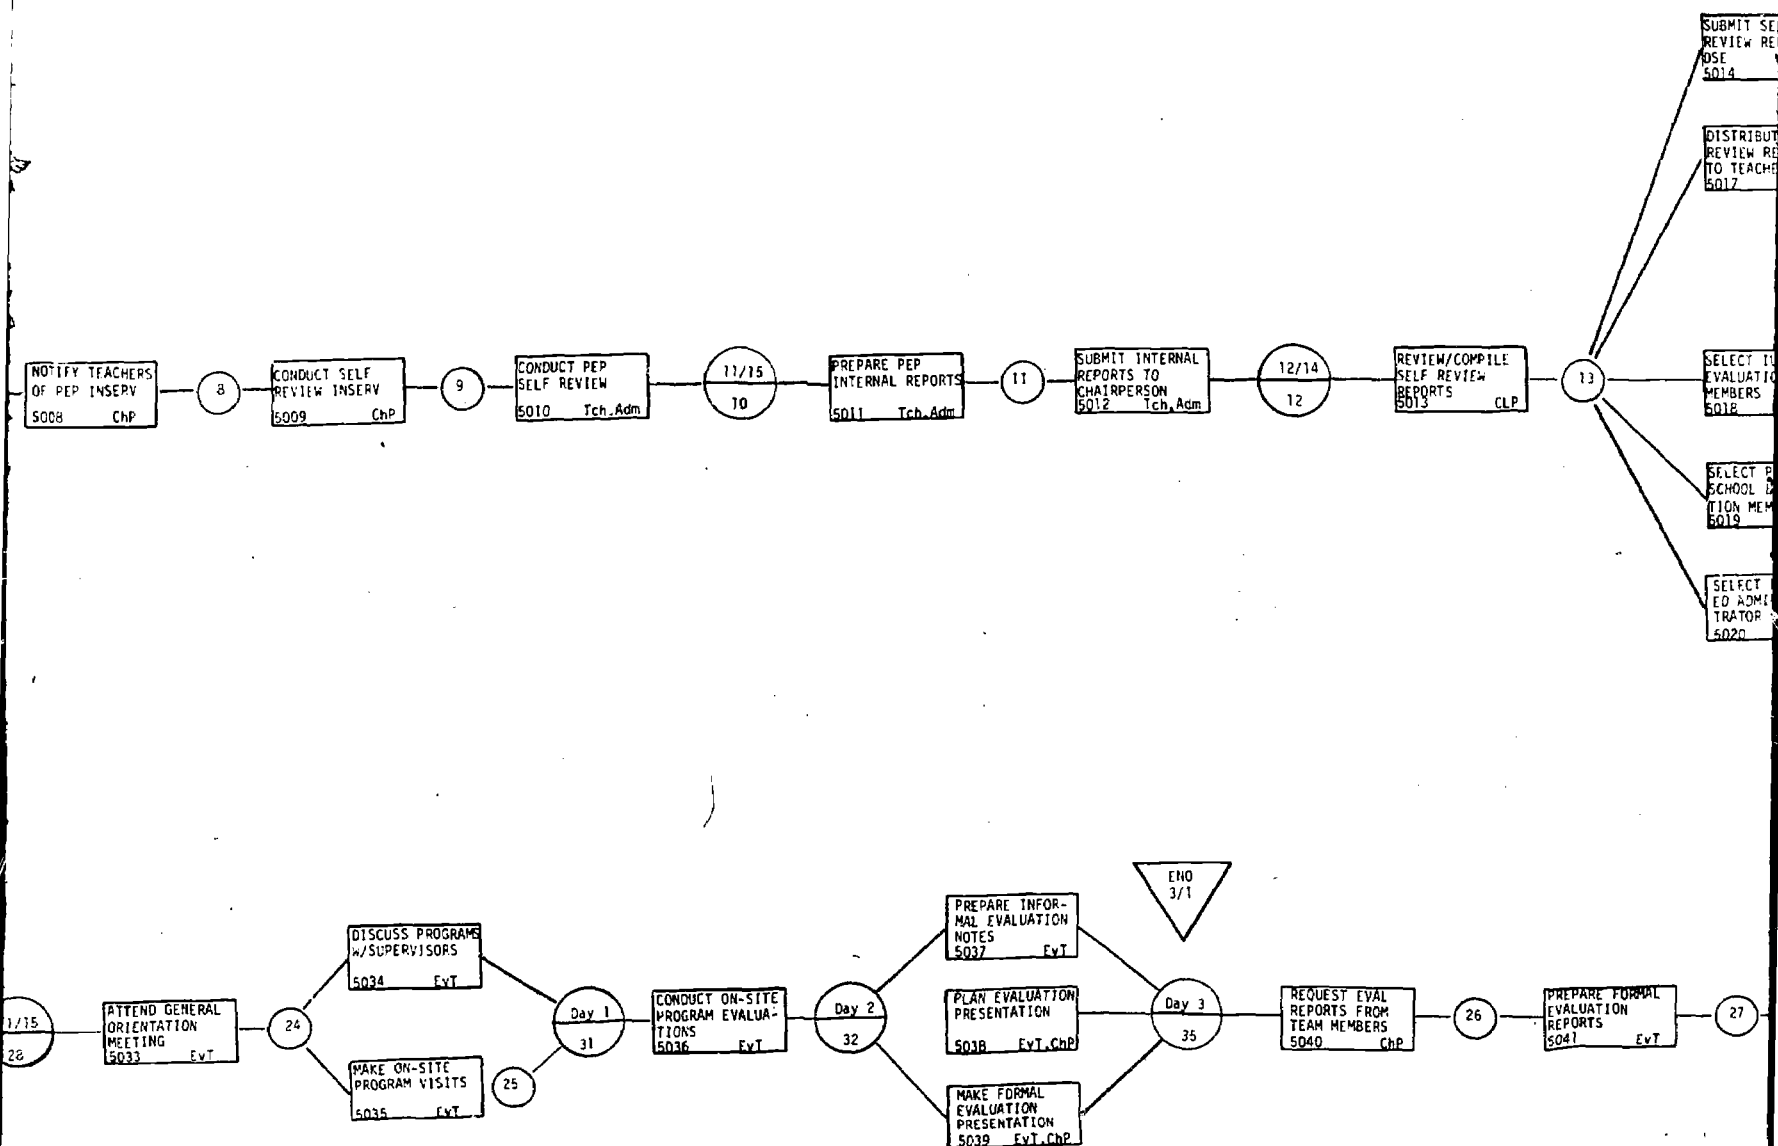 SUBMIT SE
REVIEW RE
DSE
5014
DISTRIBUT
REVIEW RE
TO TEACHE
5017
NOTIFY TEACHERS
OF PEP INSERV
5008 ChP
8
CONDUCT SELF
REVIEW INSERV
5009 ChP
9
CONDUCT PEP
SELF REVIEW
5010 Tch.Adm
11/15
10
PREPARE PEP
INTERNAL REPORTS
5011 Tch.Adm
11
SUBMIT INTERNAL
REPORTS TO
CHAIRPERSON
5012 Tch.Adm
12/14
12
REVIEW/COMPILE
SELF REVIEW
REPORTS
5013 CLP
13
SELECT
EVALUATIO
MEMBERS
5018
SELECT P
SCHOOL
TION MEM
5019
SELECT
ED ADMI
TRATOR
5020
1/15
28
ATTEND GENERAL
ORIENTATION
MEETING
5033 EvT
24
DISCUSS PROGRAMS
W/SUPERVISORS
5034 EvT
MAKE ON-SITE
PROGRAM VISITS
5035 EvT
25
Day 1
31
CONDUCT ON-SITE
PROGRAM EVALUA-
TIONS
5036 EvT
Day 2
32
PREPARE INFOR-
MAL EVALUATION
NOTES
5037 EvT
PLAN EVALUATION
PRESENTATION
5038 EvT.ChP
MAKE FORMAL
EVALUATION
PRESENTATION
5039 EvT.ChP
END
3/1
Day 3
35
REQUEST EVAL
REPORTS FROM
TEAM MEMBERS
5040 ChP
26
PREPARE FORMAL
EVALUATION
REPORTS
5041 EvT
27